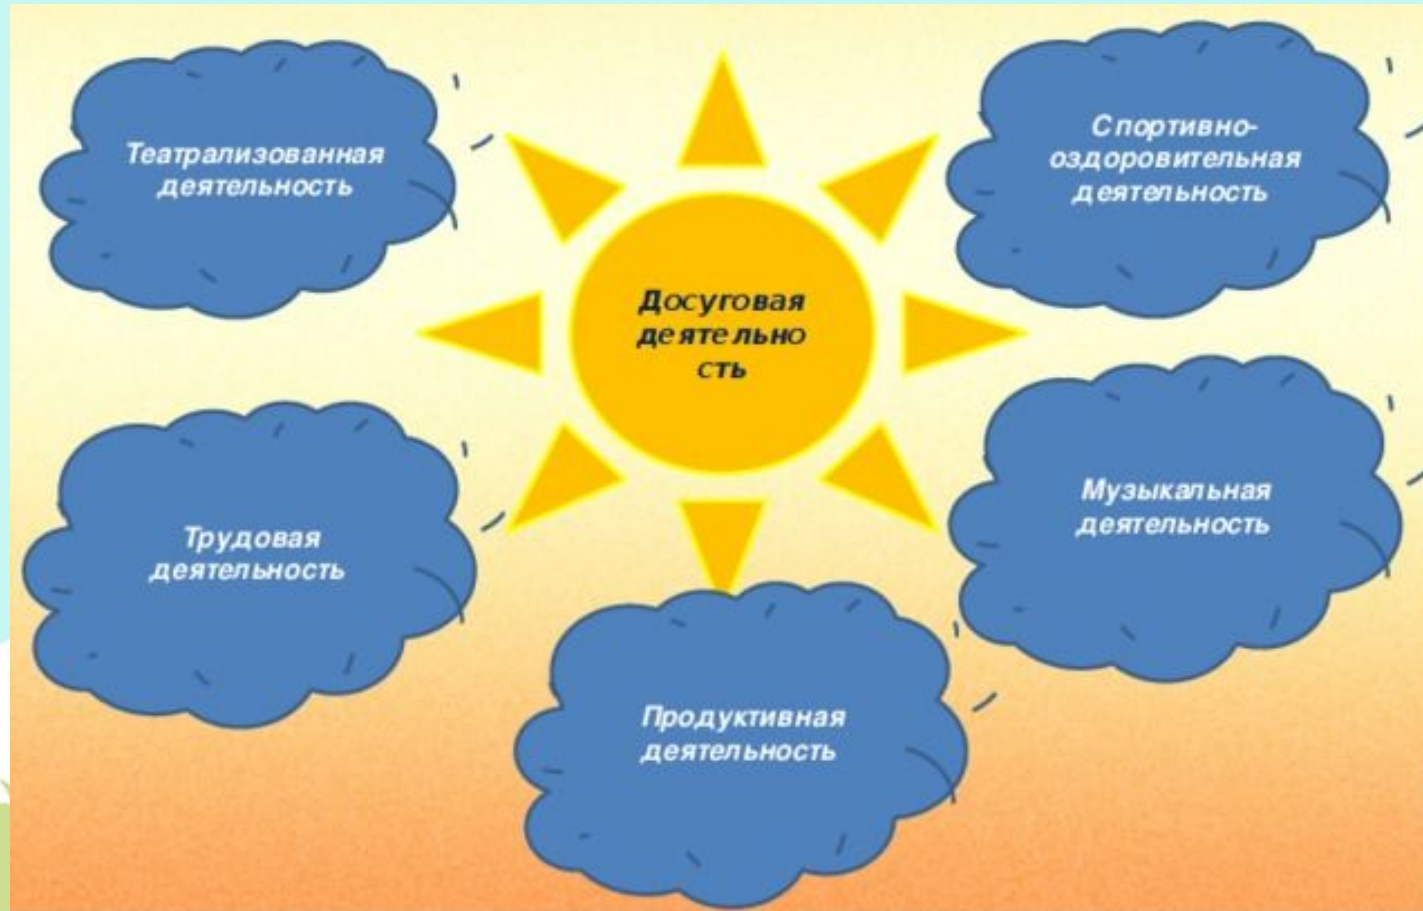 Театрализованная
деятельность
Спортивно-
оздоровительная
деятельность
Досуговая
деятельно
сть
Трудовая
деятельность
Музыкальная
деятельность
Продуктивная
деятельность